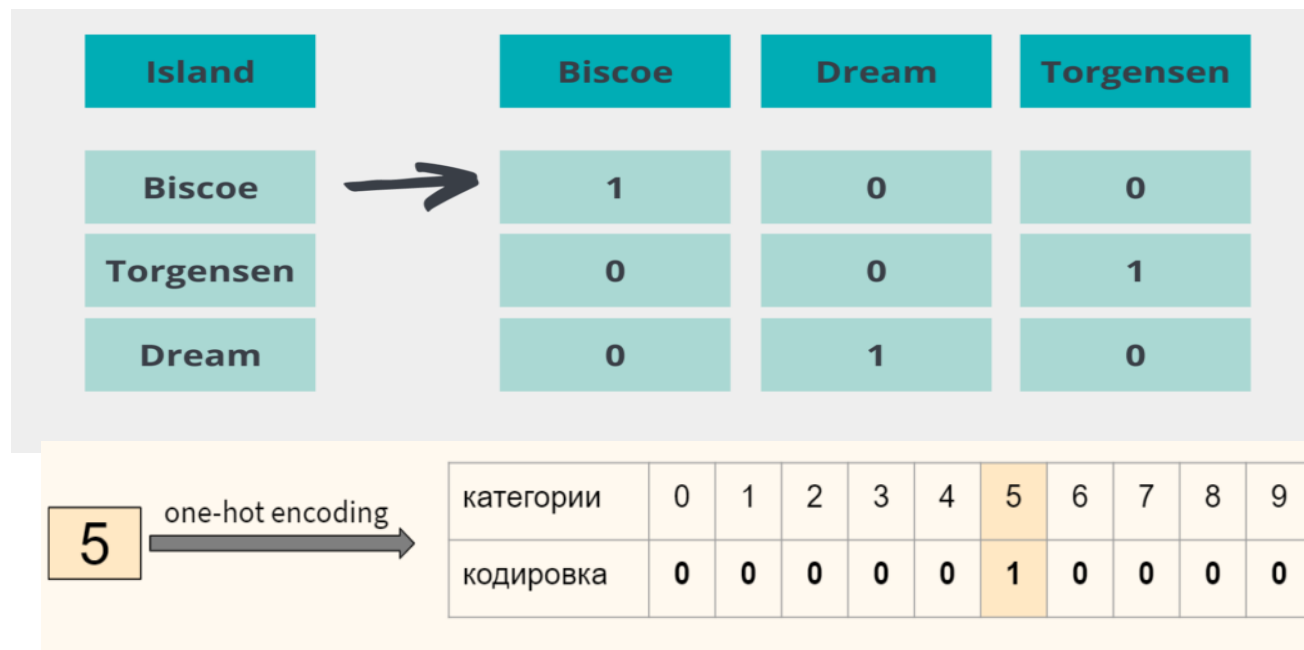 Island Biscoe Dream Torgensen
Biscoe 1 0 0
Torgensen 0 0 1
Dream 0 1 0
5 one-hot encoding
категории 0 1 2 3 4 5 6 7 8 9
кодировка 0 0 0 0 0 1 0 0 0 0